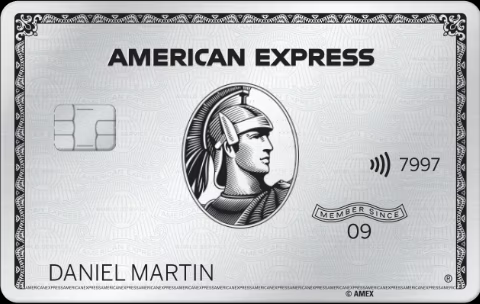 AMERICAN EXPRESS
7997
MEMBER SINCE
09
DANIEL MARTIN
®
© AMEX